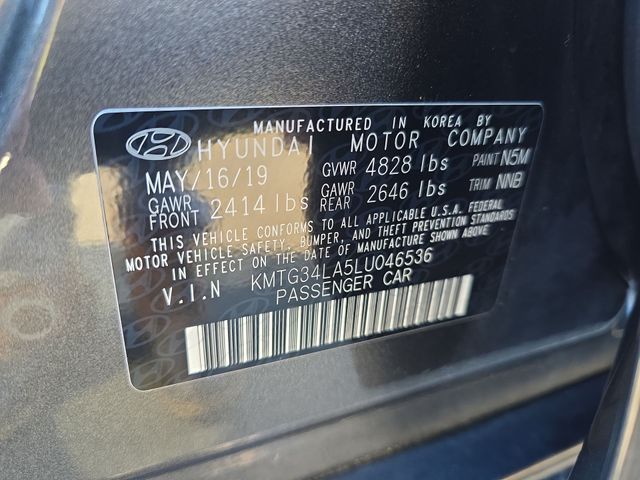 MANUFACTURED IN KOREA BY
HYUNDAI MOTOR COMPANY
MAY/16/19 GVWR 4828 lbs PAINT N5M
GAWR FRONT 2414 lbs GAWR REAR 2646 lbs TRIM NNB
THIS VEHICLE CONFORMS TO ALL APPLICABLE U.S.A. FEDERAL
MOTOR VEHICLE SAFETY, BUMPER, AND THEFT PREVENTION STANDARDS
IN EFFECT ON THE DATE OF MANUFACTURE SHOWN ABOVE
V.I.N KMTG34LA5LU046536
PASSENGER CAR